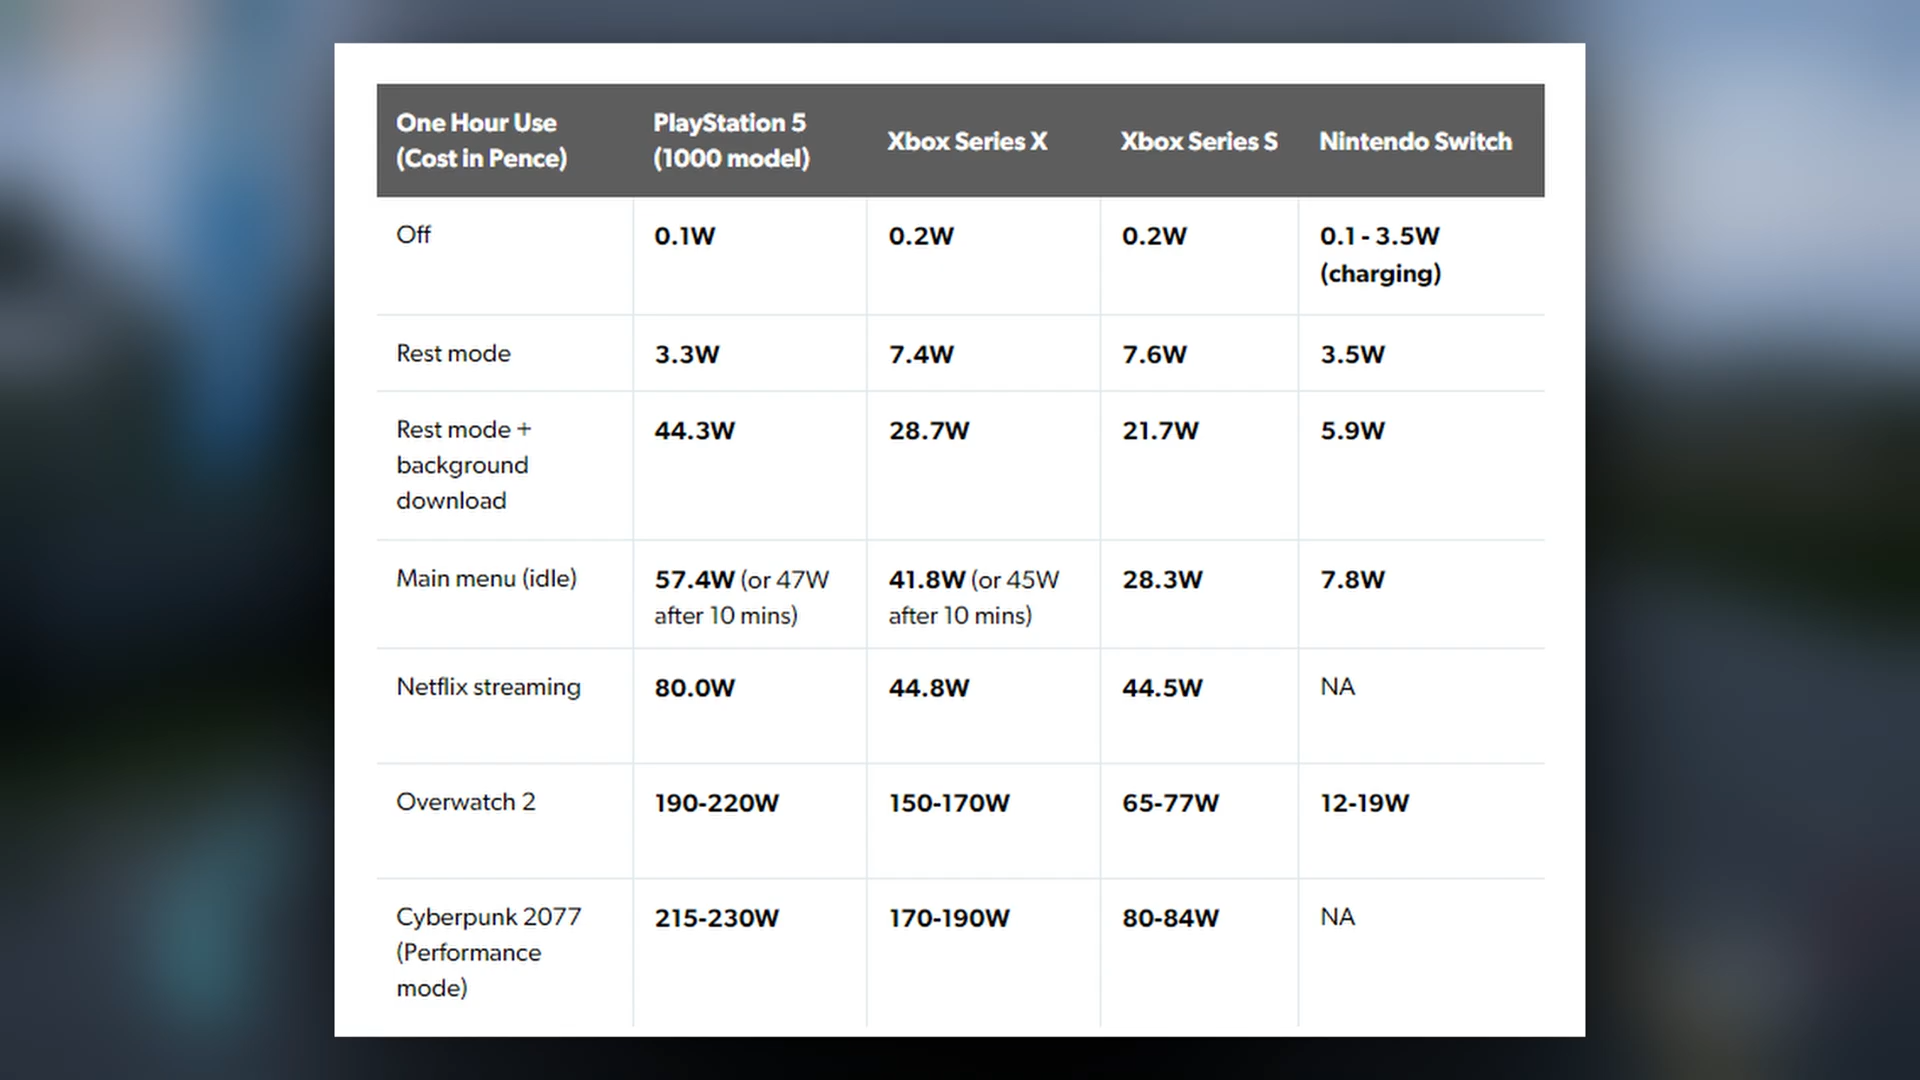 One Hour Use
(Cost in Pence)
PlayStation 5
(1000 model)
Xbox Series X
Xbox Series S
Nintendo Switch
Off
0.1W
0.2W
0.2W
0.1 - 3.5W
(charging)
Rest mode
3.3W
7.4W
7.6W
3.5W
Rest mode +
background
download
44.3W
28.7W
21.7W
5.9W
Main menu (idle)
57.4W (or 47W
after 10 mins)
41.8W (or 45W
after 10 mins)
28.3W
7.8W
Netflix streaming
80.0W
44.8W
44.5W
NA
Overwatch 2
190-220W
150-170W
65-77W
12-19W
Cyberpunk 2077
(Performance
mode)
215-230W
170-190W
80-84W
NA